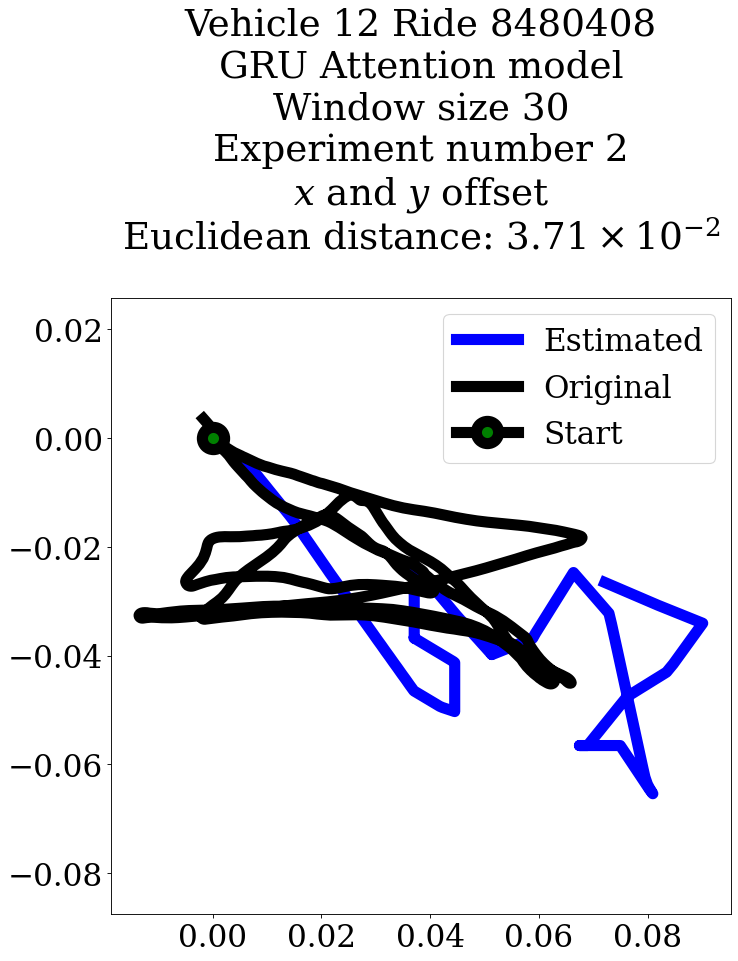 Vehicle 12 Ride 8480408
GRU Attention model
Window size 30
Experiment number 2
x and y offset
Euclidean distance: 3.71 × 10⁻²
Estimated
Original
Start
0.02
0.00
−0.02
−0.04
−0.06
−0.08
0.00 0.02 0.04 0.06 0.08